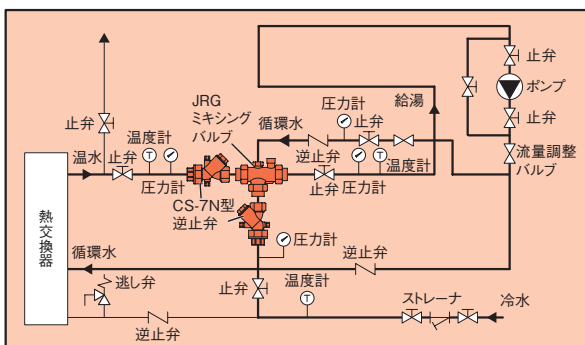 止弁
ポンプ
止弁
流量調整
バルブ
給湯
圧力計
止弁
循環水
逆止弁
JRG
ミキシング
バルブ
止弁
温度計
温水
止弁
圧力計
T
CS-7N型
逆止弁
止弁
圧力計
T
温度計
熱交換器
循環水
圧力計
逆止弁
逃し弁
止弁
温度計
T
ストレーナ
冷水
逆止弁